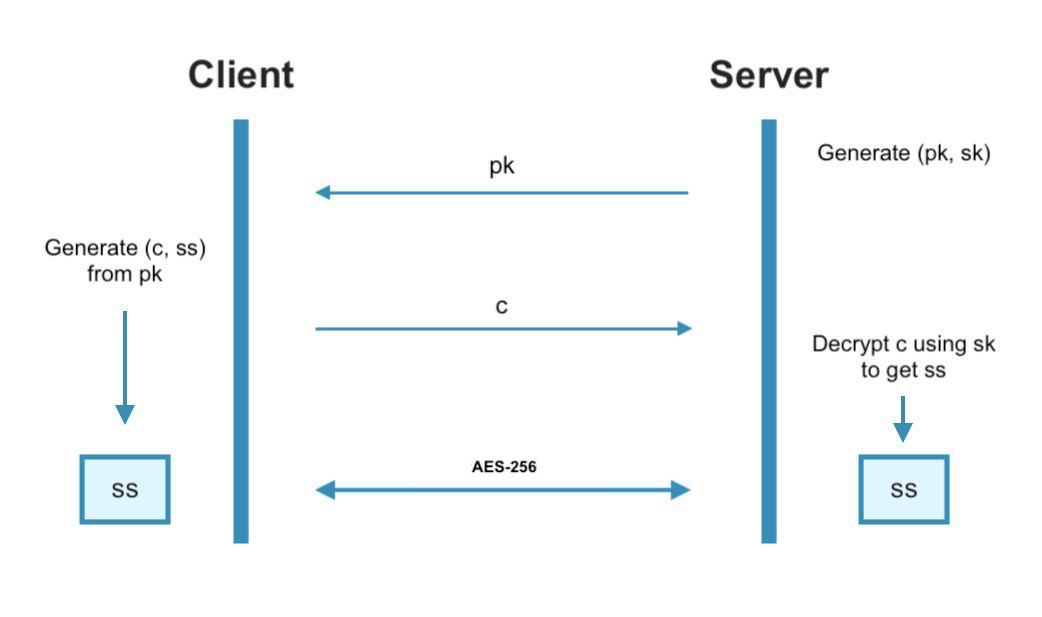 Client
Server
Generate (pk, sk)
pk
Generate (c, ss)
from pk
c
Decrypt c using sk
to get ss
AES-256
ss
ss